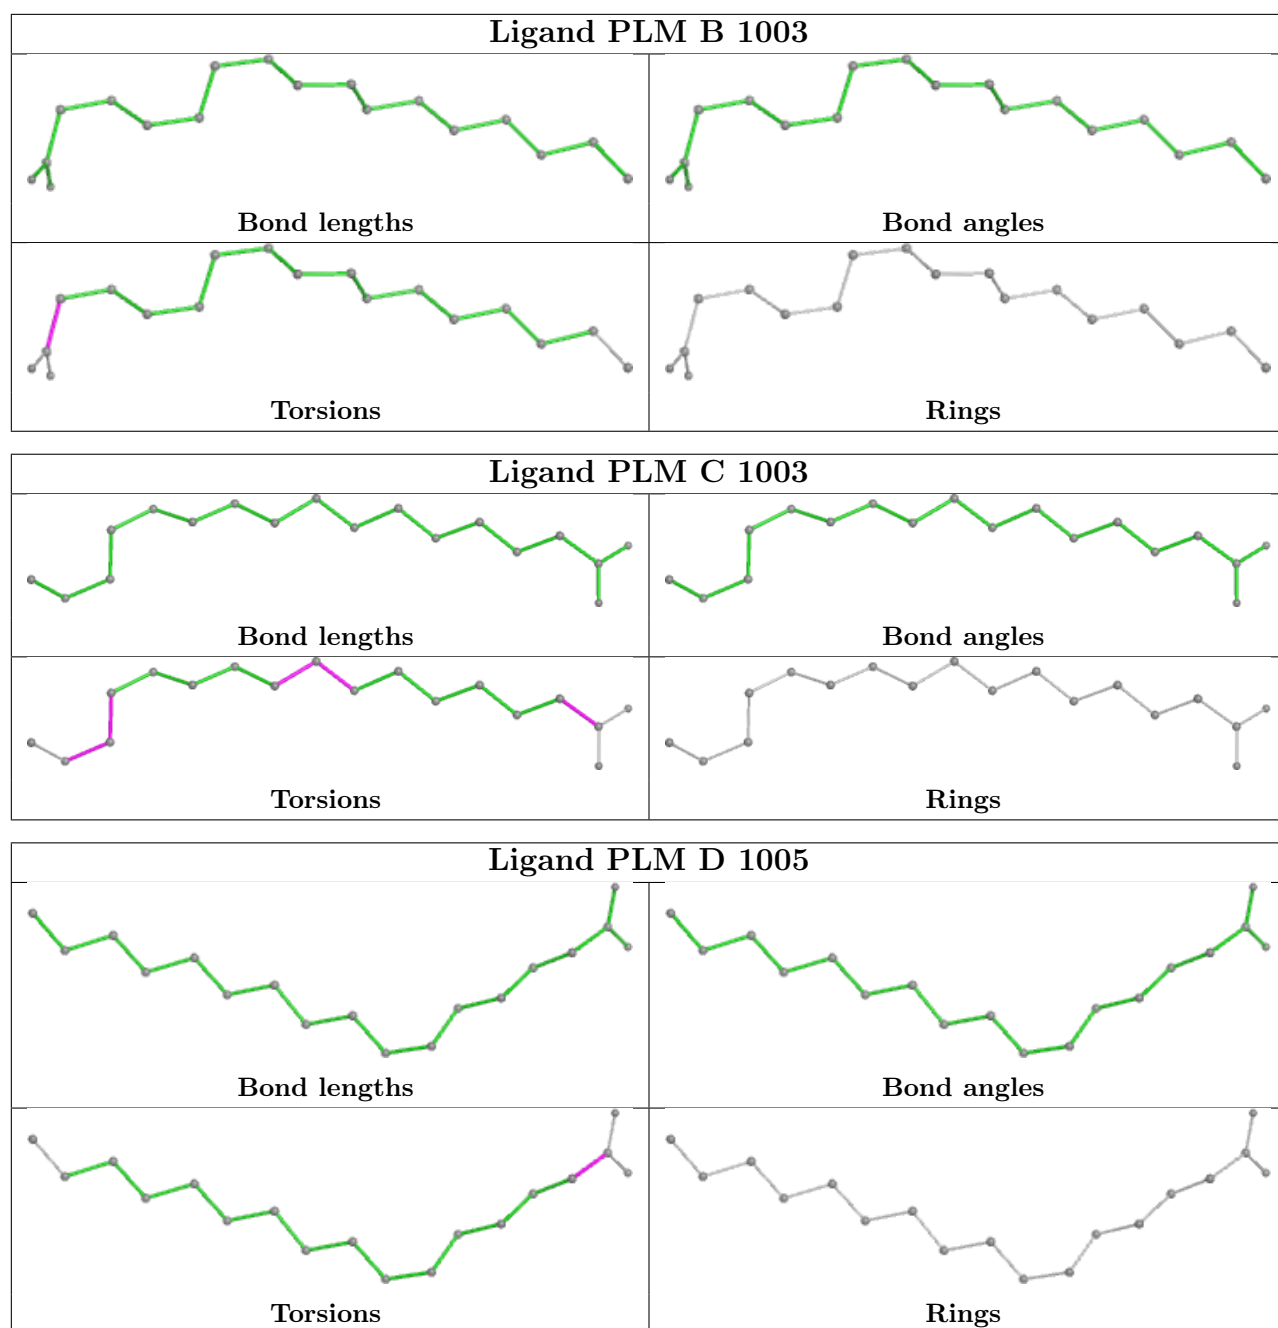 Ligand PLM B 1003
Bond lengths
Bond angles
Torsions
Rings
Ligand PLM C 1003
Bond lengths
Bond angles
Torsions
Rings
Ligand PLM D 1005
Bond lengths
Bond angles
Torsions
Rings